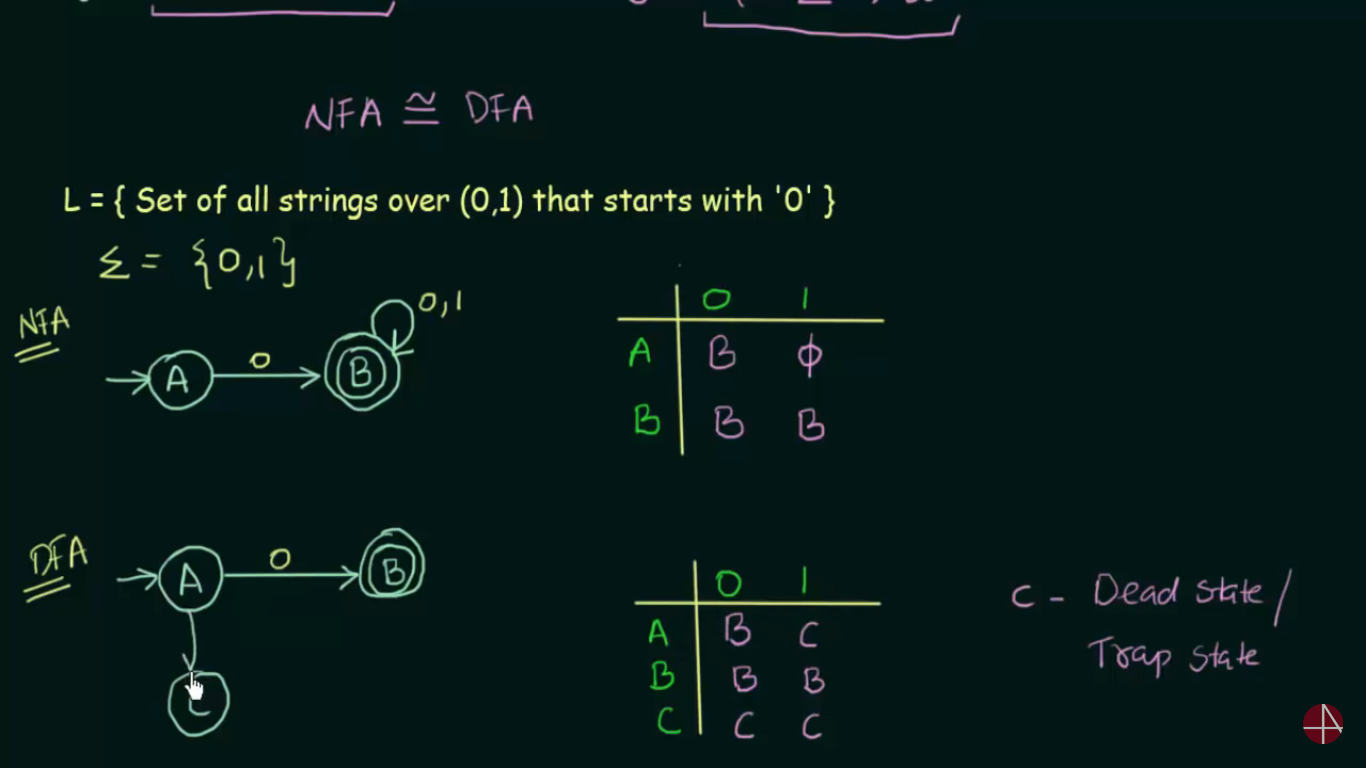 NFA ≅ DFA
L = { Set of all strings over (0,1) that starts with '0' }
Σ = {0,1}
NFA
A 0 B 0,1
0 1
A B ϕ
B B B
DFA
A 0 B
C
0 1
A B C
B B B
C C C
C - Dead state /
Trap state